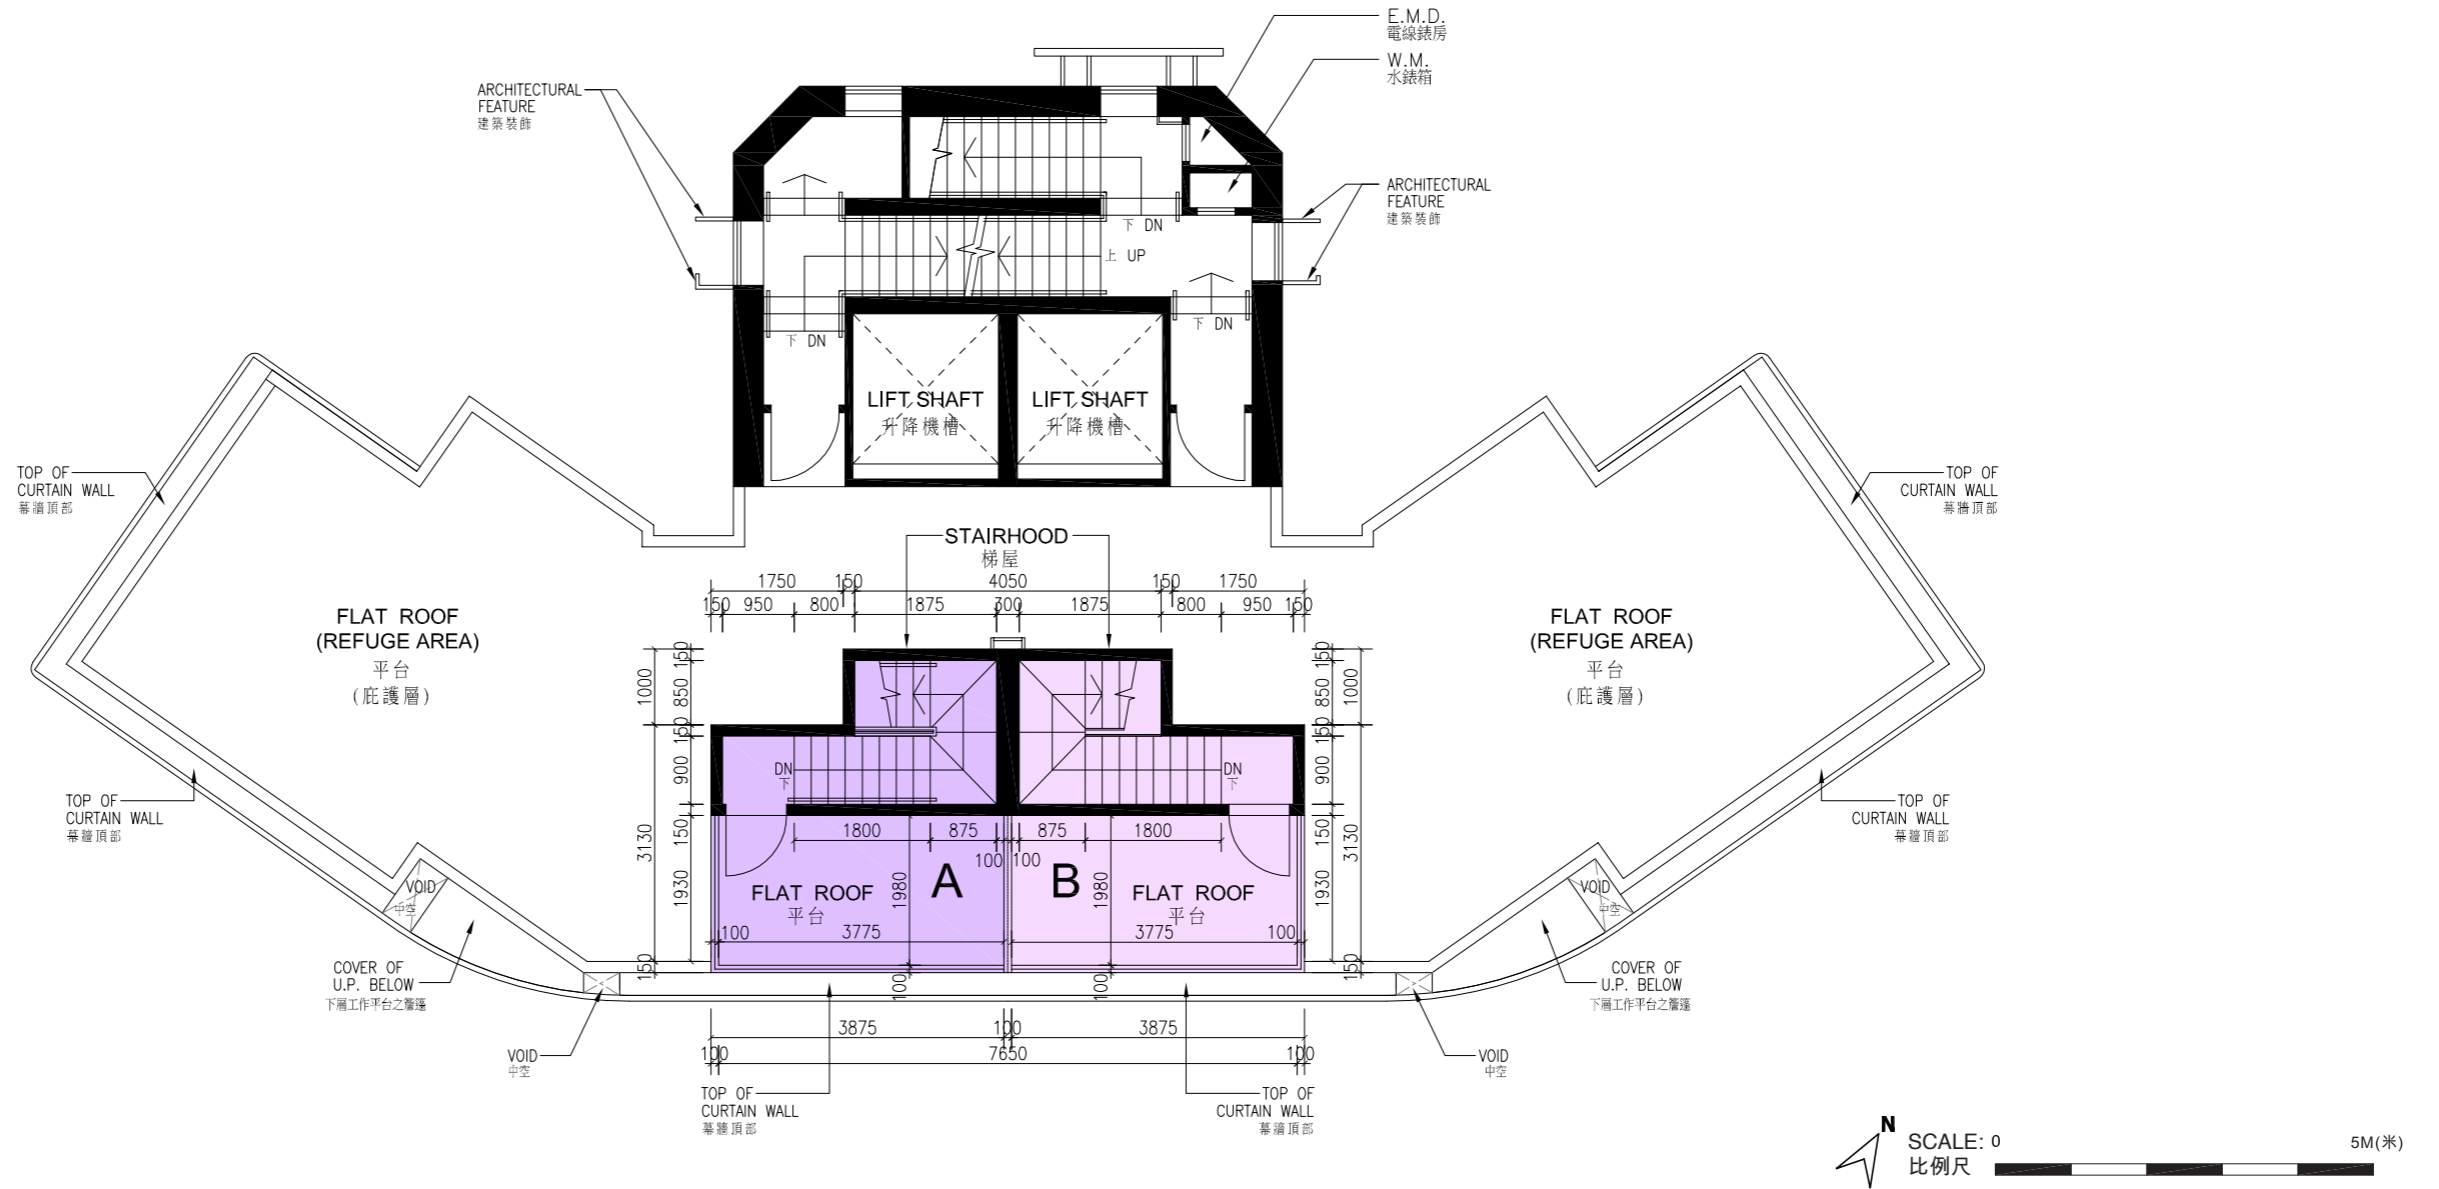 E.M.D.
電線錶房
W.M.
水錶箱
ARCHITECTURAL
FEATURE
建築裝飾
ARCHITECTURAL
FEATURE
建築裝飾
下 DN
上 UP
下 DN
下 DN
LIFT SHAFT
升降機槽
LIFT SHAFT
升降機槽
TOP OF
CURTAIN WALL
幕牆頂部
TOP OF
CURTAIN WALL
幕牆頂部
STAIRHOOD
梯屋
1750 150 4050 150 1750
150 950 800 1875 300 1875 800 950 150
FLAT ROOF
(REFUGE AREA)
平台
(庇護層)
FLAT ROOF
(REFUGE AREA)
平台
(庇護層)
1000
150
850
150
900
3130
150
1930
150
150
850
1000
150
900
150
3130
1930
150
DN
下
DN
下
TOP OF
CURTAIN WALL
幕牆頂部
TOP OF
CURTAIN WALL
幕牆頂部
1800 875 875 1800
100 100
A
B
1980
1980
FLAT ROOF
平台
FLAT ROOF
平台
100 3775 3775 100
100
100
VOID
中空
VOID
中空
COVER OF
U.P. BELOW
下層工作平台之簷篷
COVER OF
U.P. BELOW
下層工作平台之簷篷
3875 100 3875
100 7650 100
VOID
中空
VOID
中空
TOP OF
CURTAIN WALL
幕牆頂部
TOP OF
CURTAIN WALL
幕牆頂部
N
SCALE: 0 5M(米)
比例尺